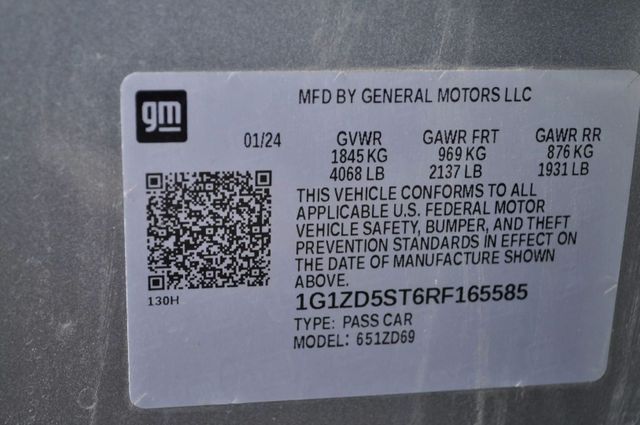 gm
MFD BY GENERAL MOTORS LLC
01/24 GVWR GAWR FRT GAWR RR
1845 KG 969 KG 876 KG
4068 LB 2137 LB 1931 LB
THIS VEHICLE CONFORMS TO ALL
APPLICABLE U.S. FEDERAL MOTOR
VEHICLE SAFETY, BUMPER, AND THEFT
PREVENTION STANDARDS IN EFFECT ON
THE DATE OF MANUFACTURE SHOWN
ABOVE.
130H
1G1ZD5ST6RF165585
TYPE: PASS CAR
MODEL: 651ZD69